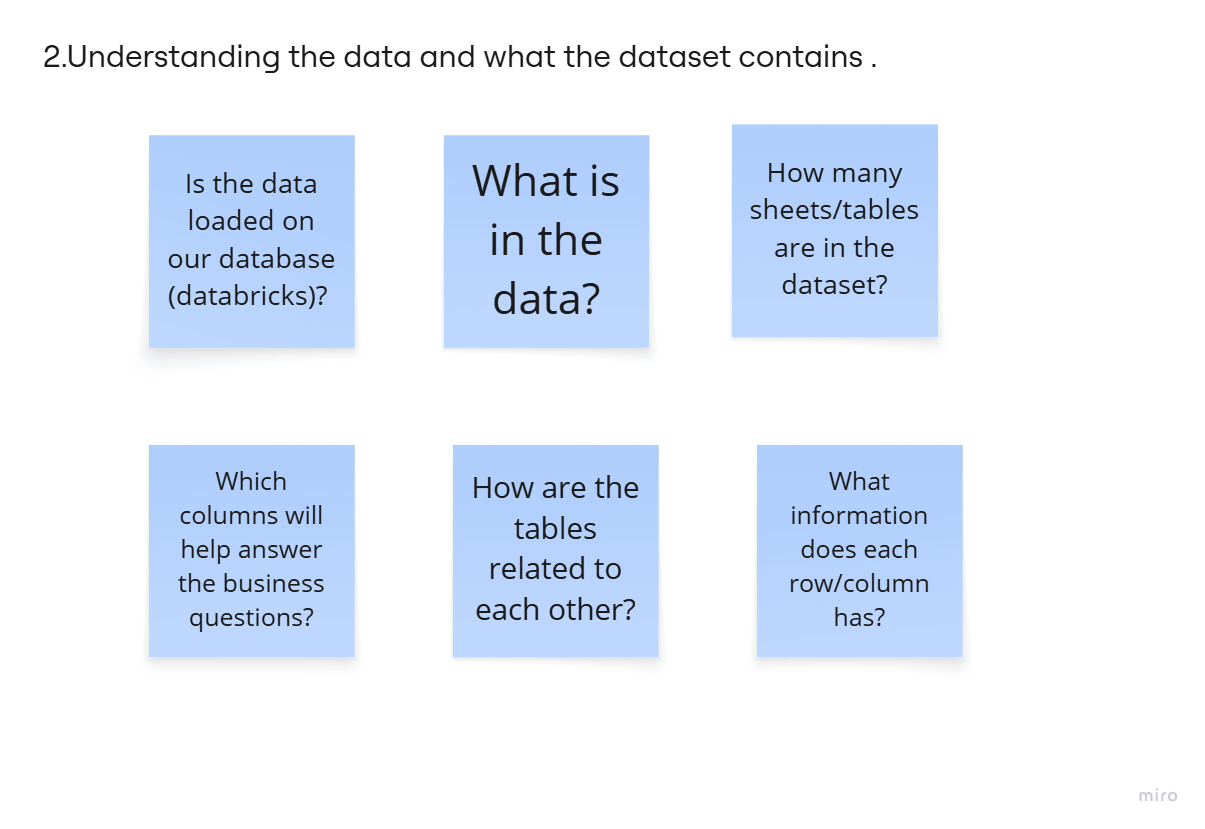 2.Understanding the data and what the dataset contains .
Is the data
loaded on
our database
(databricks)?
What is
in the
data?
How many
sheets/tables
are in the
dataset?
Which
columns will
help answer
the business
questions?
How are the
tables
related to
each other?
What
information
does each
row/column
has?
miro